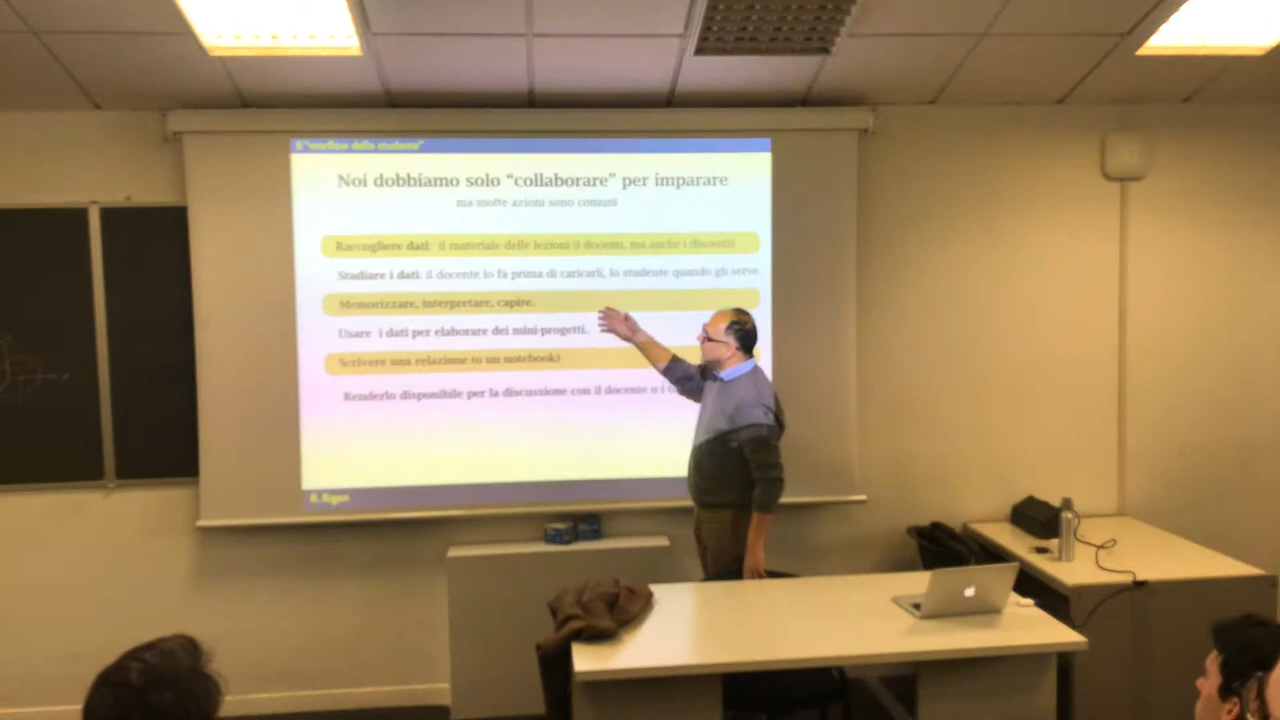 Il "workflow dello studente"
Noi dobbiamo solo “collaborare” per imparare
ma molte azioni sono comuni
Raccogliere dati: il materiale delle lezioni (i docenti, ma anche i discenti)
Studiare i dati: il docente lo fa prima di caricarli, lo studente quando gli serve.
Memorizzare, interpretare, capire.
Usare i dati per elaborare dei mini-progetti.
Scrivere una relazione (o un notebook)
Renderlo disponibile per la discussione con il docente o i